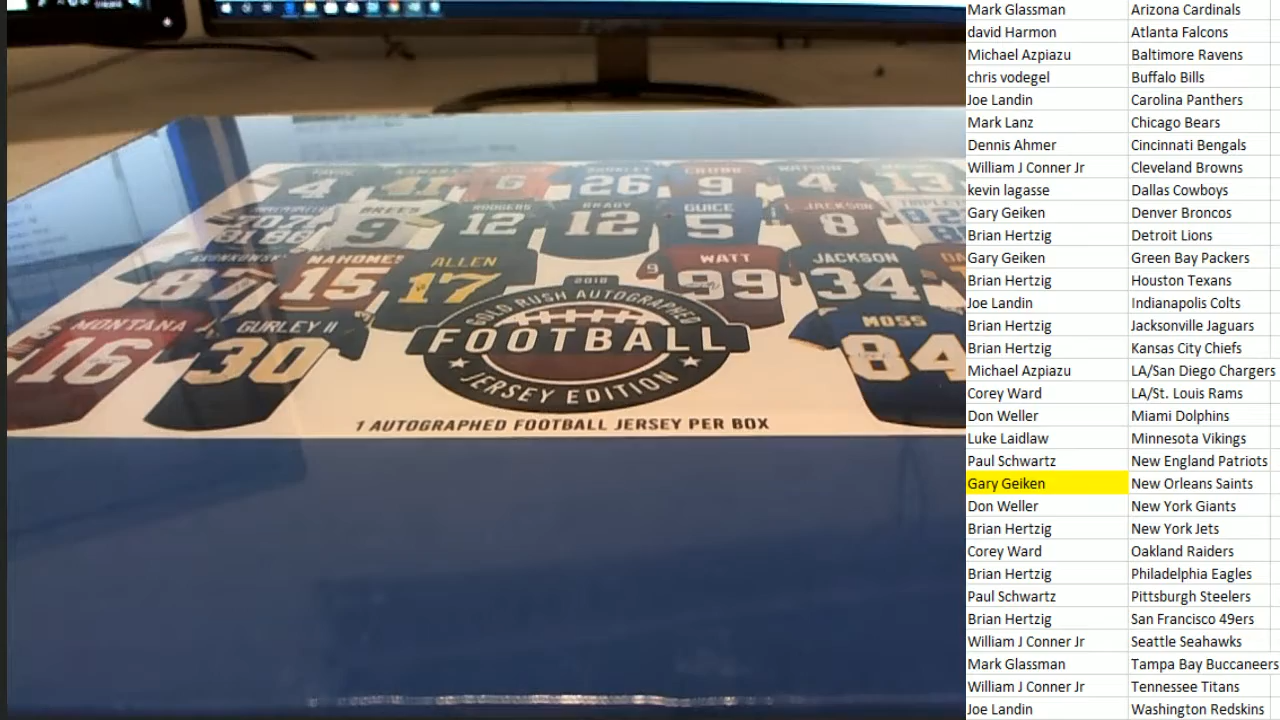 26 9 4 13
RODGERS BRADY GUICE JACKSON
9 12 12 5 8
MAHOMES ALLEN WATT JACKSON
87 15 17 99 34
MONTANA GURLEY II MOSS
16 30 84
2018
GOLD RUSH AUTOGRAPHED
FOOTBALL
JERSEY EDITION
1 AUTOGRAPHED FOOTBALL JERSEY PER BOX
Mark Glassman Arizona Cardinals
david Harmon Atlanta Falcons
Michael Azpiazu Baltimore Ravens
chris vodegel Buffalo Bills
Joe Landin Carolina Panthers
Mark Lanz Chicago Bears
Dennis Ahmer Cincinnati Bengals
William J Conner Jr Cleveland Browns
kevin lagasse Dallas Cowboys
Gary Geiken Denver Broncos
Brian Hertzig Detroit Lions
Gary Geiken Green Bay Packers
Brian Hertzig Houston Texans
Joe Landin Indianapolis Colts
Brian Hertzig Jacksonville Jaguars
Brian Hertzig Kansas City Chiefs
Michael Azpiazu LA/San Diego Chargers
Corey Ward LA/St. Louis Rams
Don Weller Miami Dolphins
Luke Laidlaw Minnesota Vikings
Paul Schwartz New England Patriots
Gary Geiken New Orleans Saints
Don Weller New York Giants
Brian Hertzig New York Jets
Corey Ward Oakland Raiders
Brian Hertzig Philadelphia Eagles
Paul Schwartz Pittsburgh Steelers
Brian Hertzig San Francisco 49ers
William J Conner Jr Seattle Seahawks
Mark Glassman Tampa Bay Buccaneers
William J Conner Jr Tennessee Titans
Joe Landin Washington Redskins